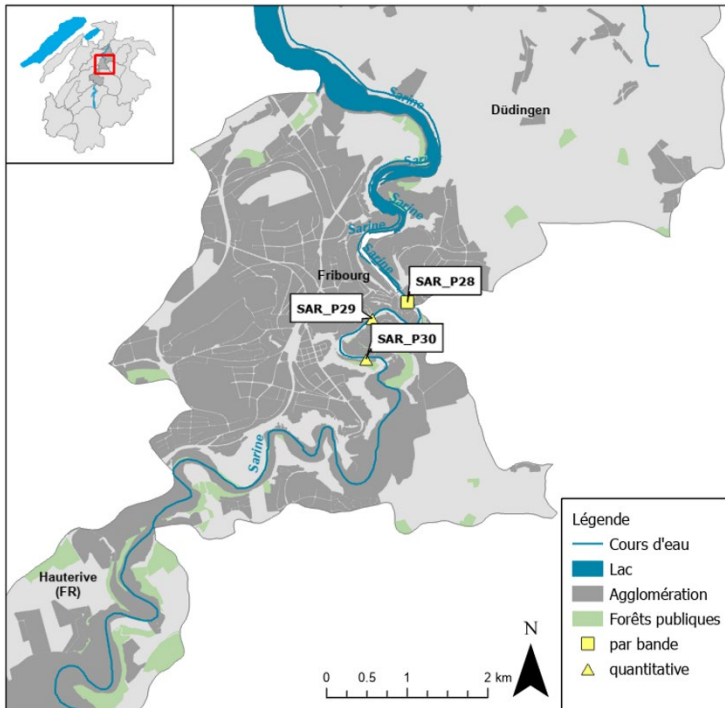 Sarine
Düdingen
Sar
Sarine
Sarine
Sarine
Fribourg
SAR_P28
SAR_P29
SAR_P30
Sarine
Hauterive
(FR)
Légende
Cours d'eau
Lac
Agglomération
Forêts publiques
par bande
quantitative
N
0 0.5 1 2 km